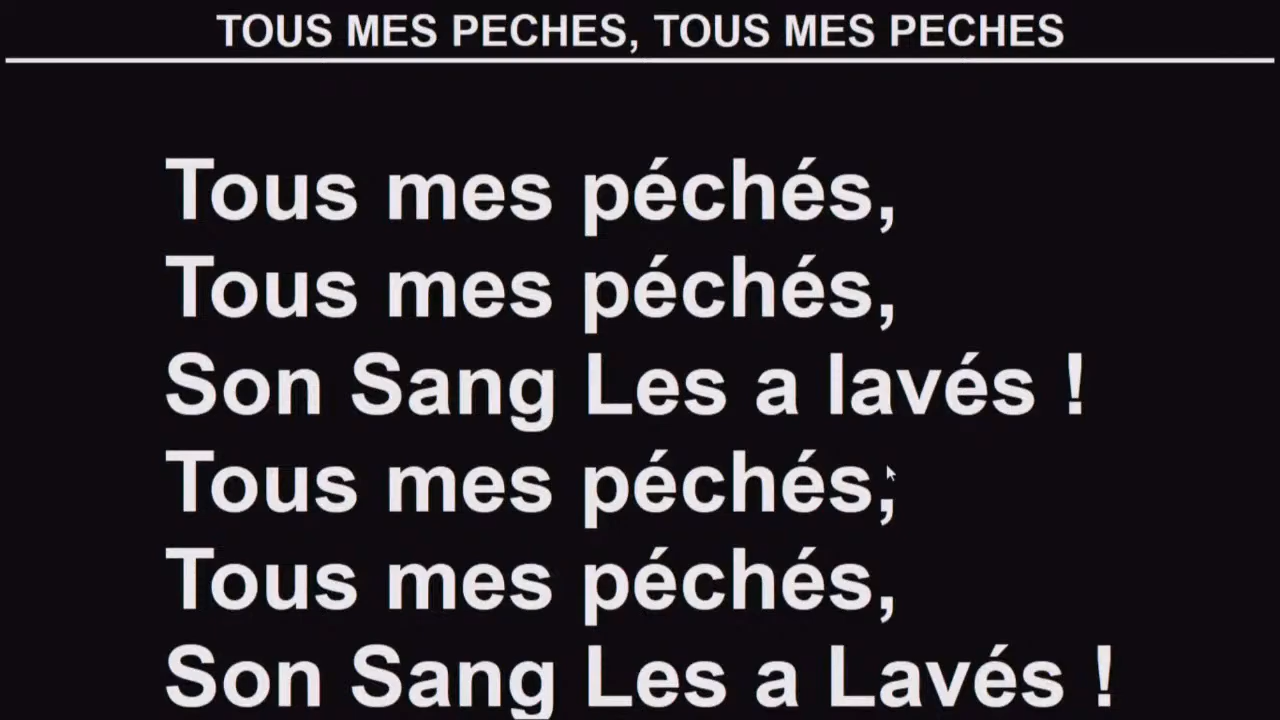 TOUS MES PECHES, TOUS MES PECHES
Tous mes péchés,
Tous mes péchés,
Son Sang Les a lavés !
Tous mes péchés,
Tous mes péchés,
Son Sang Les a Lavés !